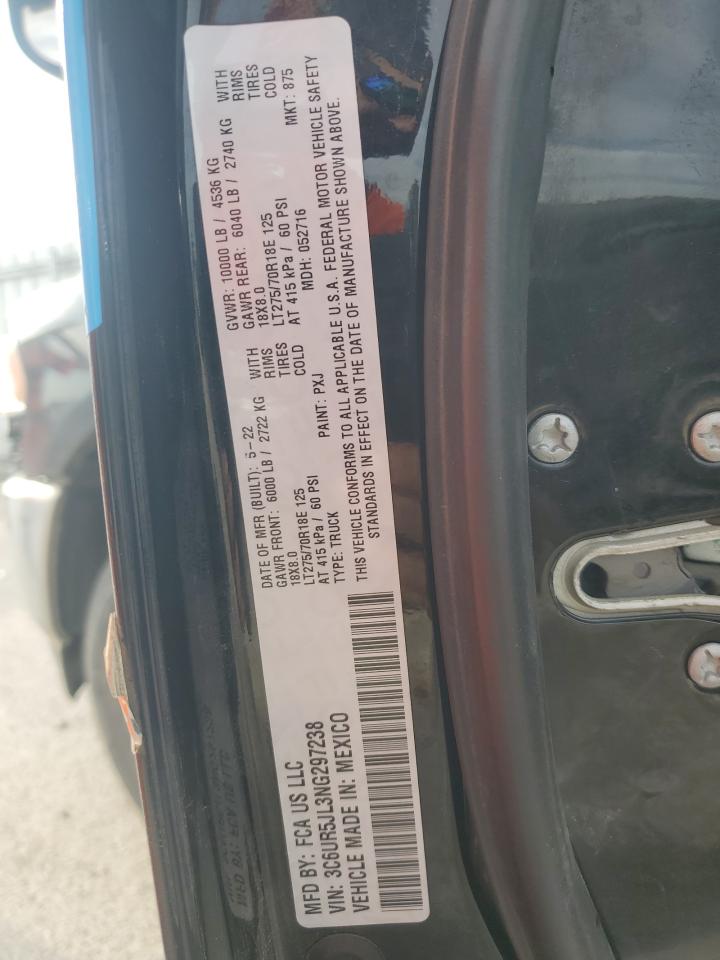 MFD BY: FCA US LLC
VIN: 3C6UR5JL3NG297238
VEHICLE MADE IN: MEXICO
DATE OF MFR (BUILT): 5-22
GVWR: 10000 LB / 4536 KG
GAWR FRONT: 6000 LB / 2722 KG WITH
18X8.0 RIMS
LT275/70R18E 125 TIRES
AT 415 kPa / 60 PSI COLD
GAWR REAR: 6040 LB / 2740 KG WITH
18X8.0 RIMS
LT275/70R18E 125 TIRES
AT 415 kPa / 60 PSI COLD
TYPE: TRUCK PAINT: PXJ MDH: 052716 MKT: 875
THIS VEHICLE CONFORMS TO ALL APPLICABLE U.S.A. FEDERAL MOTOR VEHICLE SAFETY
STANDARDS IN EFFECT ON THE DATE OF MANUFACTURE SHOWN ABOVE.